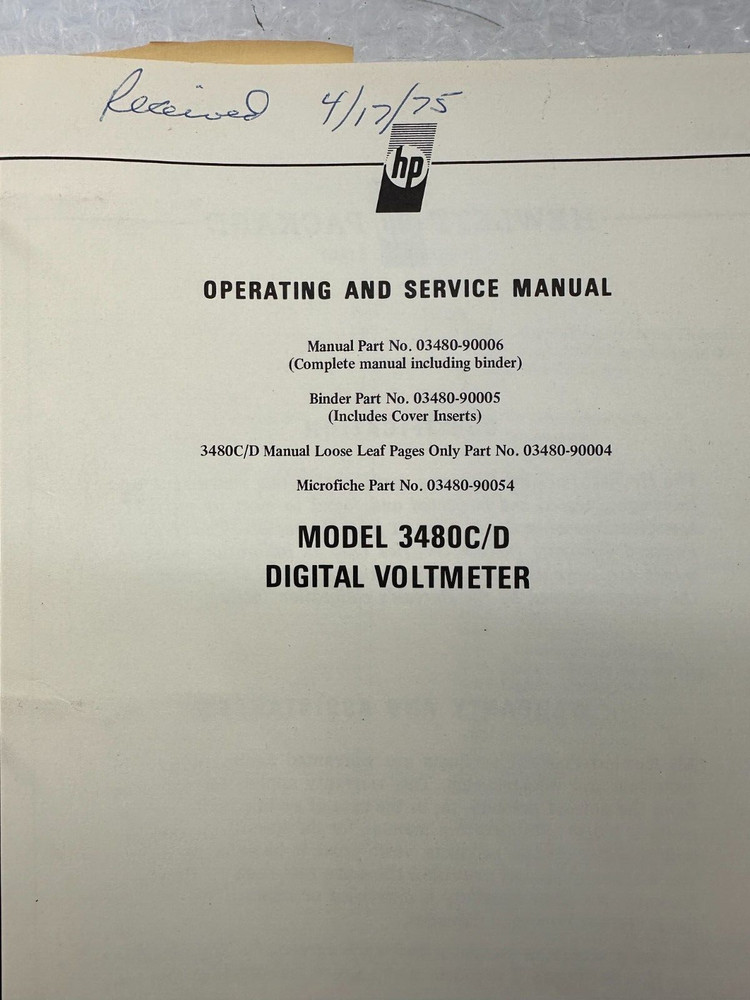 Received 4/17/75
hp
OPERATING AND SERVICE MANUAL
Manual Part No. 03480-90006
(Complete manual including binder)
Binder Part No. 03480-90005
(Includes Cover Inserts)
3480C/D Manual Loose Leaf Pages Only Part No. 03480-90004
Microfiche Part No. 03480-90054
MODEL 3480C/D
DIGITAL VOLTMETER